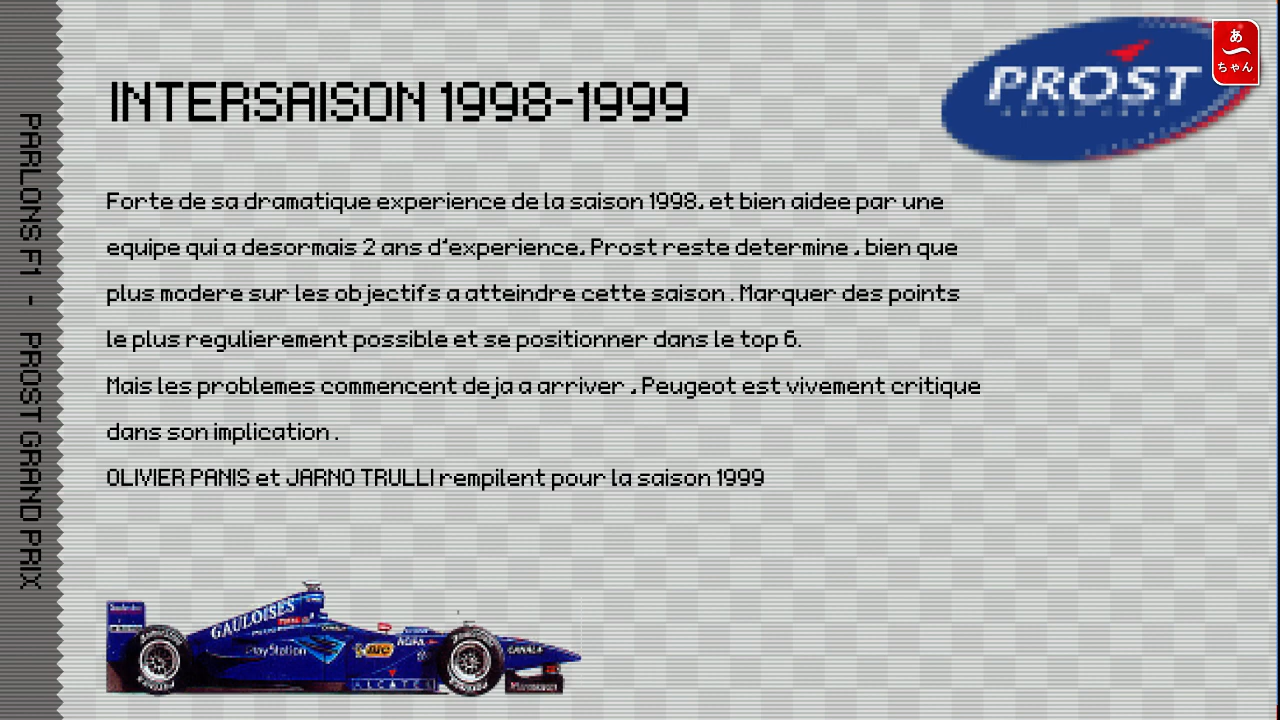 PARLONS F1 - PROST GRAND PRIX
INTERSAISON 1998-1999
PROST
あ
ー
ちゃん
Forte de sa dramatique experience de la saison 1998, et bien aidee par une
equipe qui a desormais 2 ans d'experience. Prost reste determine , bien que
plus modere sur les objectifs a atteindre cette saison . Marquer des points
le plus regulierement possible et se positionner dans le top 6.
Mais les problemes commencent deja a arriver , Peugeot est vivement critique
dans son implication .
OLIVIER PANIS et JARNO TRULLI rempilent pour la saison 1999
GAULOISES
PlayStation
BIC
CANAL+
ALCATEL